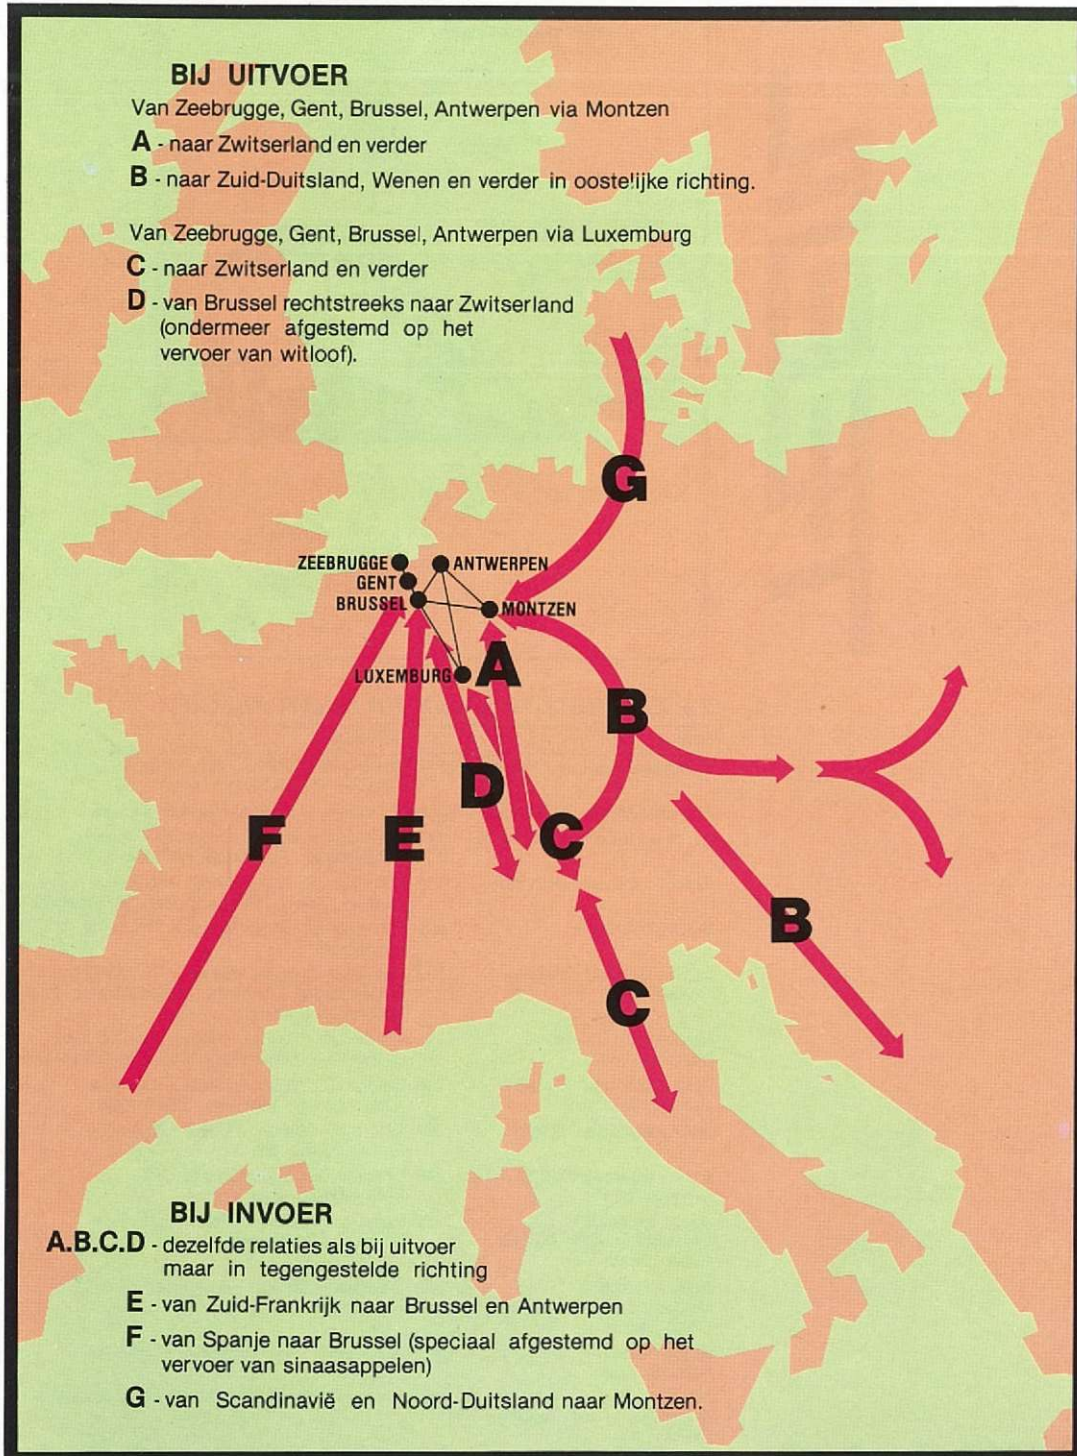 BIJ UITVOER
Van Zeebrugge, Gent, Brussel, Antwerpen via Montzen
A - naar Zwitserland en verder
B - naar Zuid-Duitsland, Wenen en verder in oostelijke richting.
Van Zeebrugge, Gent, Brussel, Antwerpen via Luxemburg
C - naar Zwitserland en verder
D - van Brussel rechtstreeks naar Zwitserland
(ondermeer afgestemd op het
vervoer van witloof).
G
ZEEBRUGGE
ANTWERPEN
GENT
BRUSSEL
MONTZEN
LUXEMBURG
A
B
D
F
E
C
B
C
BIJ INVOER
A.B.C.D - dezelfde relaties als bij uitvoer
maar in tegengestelde richting
E - van Zuid-Frankrijk naar Brussel en Antwerpen
F - van Spanje naar Brussel (speciaal afgestemd op het
vervoer van sinaasappelen)
G - van Scandinavië en Noord-Duitsland naar Montzen.